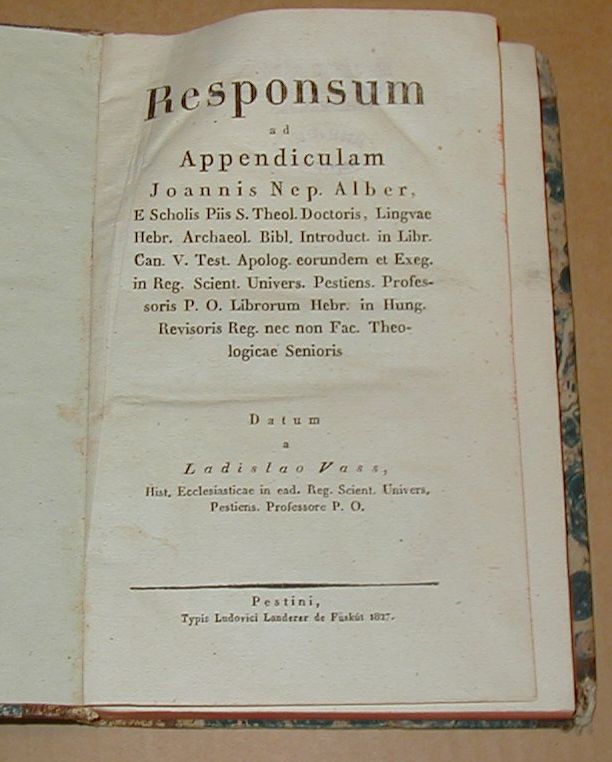 Responsum
ad
Appendiculam
Joannis Nep. Alber,
E Scholis Piis S. Theol. Doctoris, Lingvae
Hebr. Archaeol. Bibl. Introduct. in Libr.
Can. V. Test. Apolog. eorundem et Exeg.
in Reg. Scient. Univers. Pestiens. Profes-
soris P. O. Librorum Hebr. in Hung.
Revisoris Reg. nec non Fac. Theo-
logicae Senioris
Datum
a
Ladislao Vass,
Hist. Ecclesiasticae in ead. Reg. Scient. Univers.
Pestiens. Professore P. O.
Pestini,
Typis Ludovici Landerer de Füskút 1827.